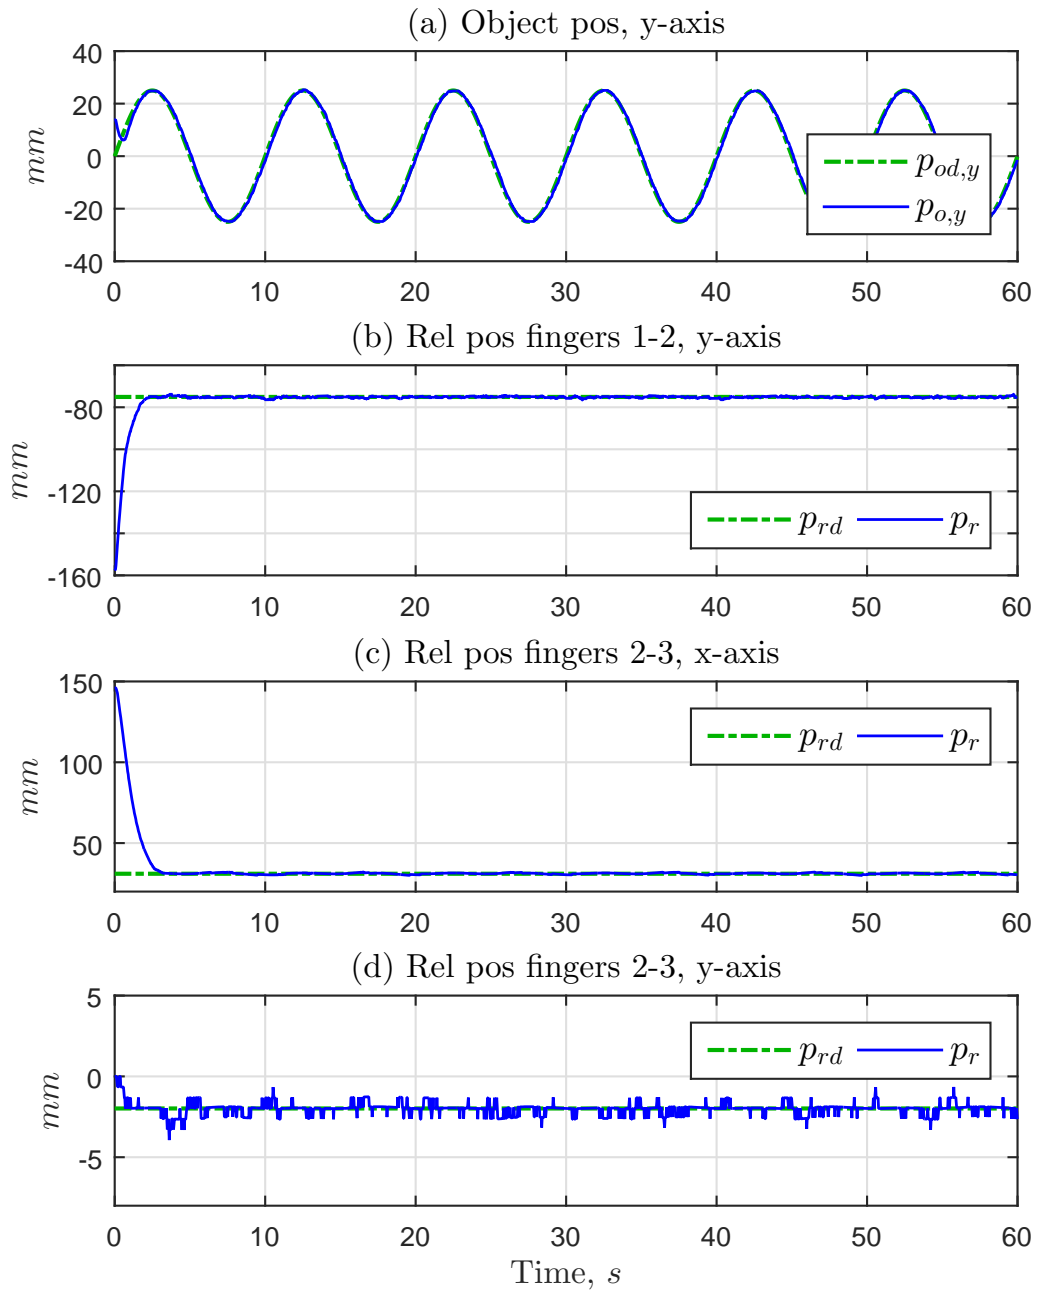 (a) Object pos, y-axis
40
20
0
-20
-40
mm
p_{od,y}
p_{o,y}
0 10 20 30 40 50 60
(b) Rel pos fingers 1-2, y-axis
-80
-120
-160
mm
p_{rd} p_r
0 10 20 30 40 50 60
(c) Rel pos fingers 2-3, x-axis
150
100
50
mm
p_{rd} p_r
0 10 20 30 40 50 60
(d) Rel pos fingers 2-3, y-axis
5
0
-5
mm
p_{rd} p_r
0 10 20 30 40 50 60
Time, s